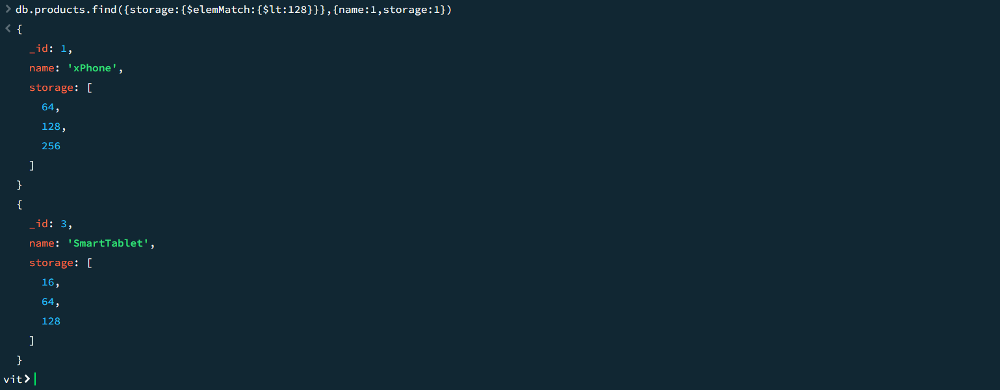 > db.products.find({storage:{$elemMatch:{$lt:128}}},{name:1,storage:1})
< {
_id: 1,
name: 'xPhone',
storage: [
64,
128,
256
]
}
{
_id: 3,
name: 'SmartTablet',
storage: [
16,
64,
128
]
}
vit>